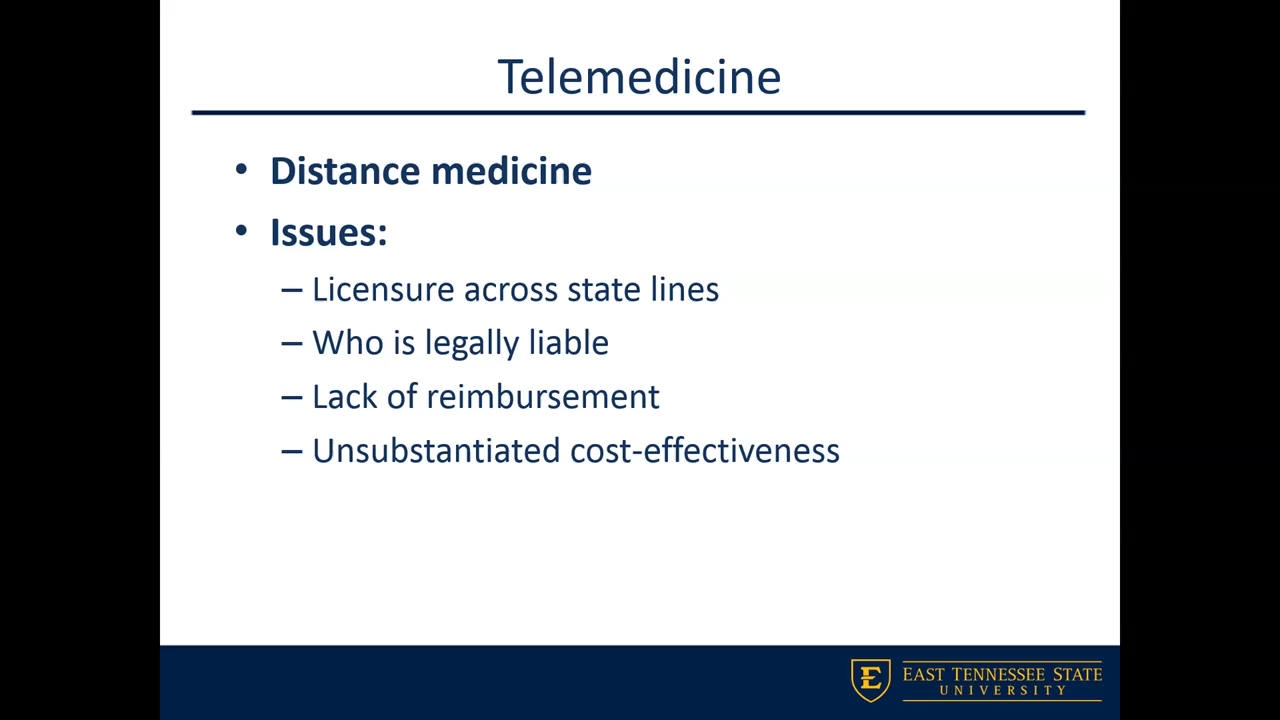 Telemedicine
• Distance medicine
• Issues:
– Licensure across state lines
– Who is legally liable
– Lack of reimbursement
– Unsubstantiated cost-effectiveness
E
EAST TENNESSEE STATE
UNIVERSITY